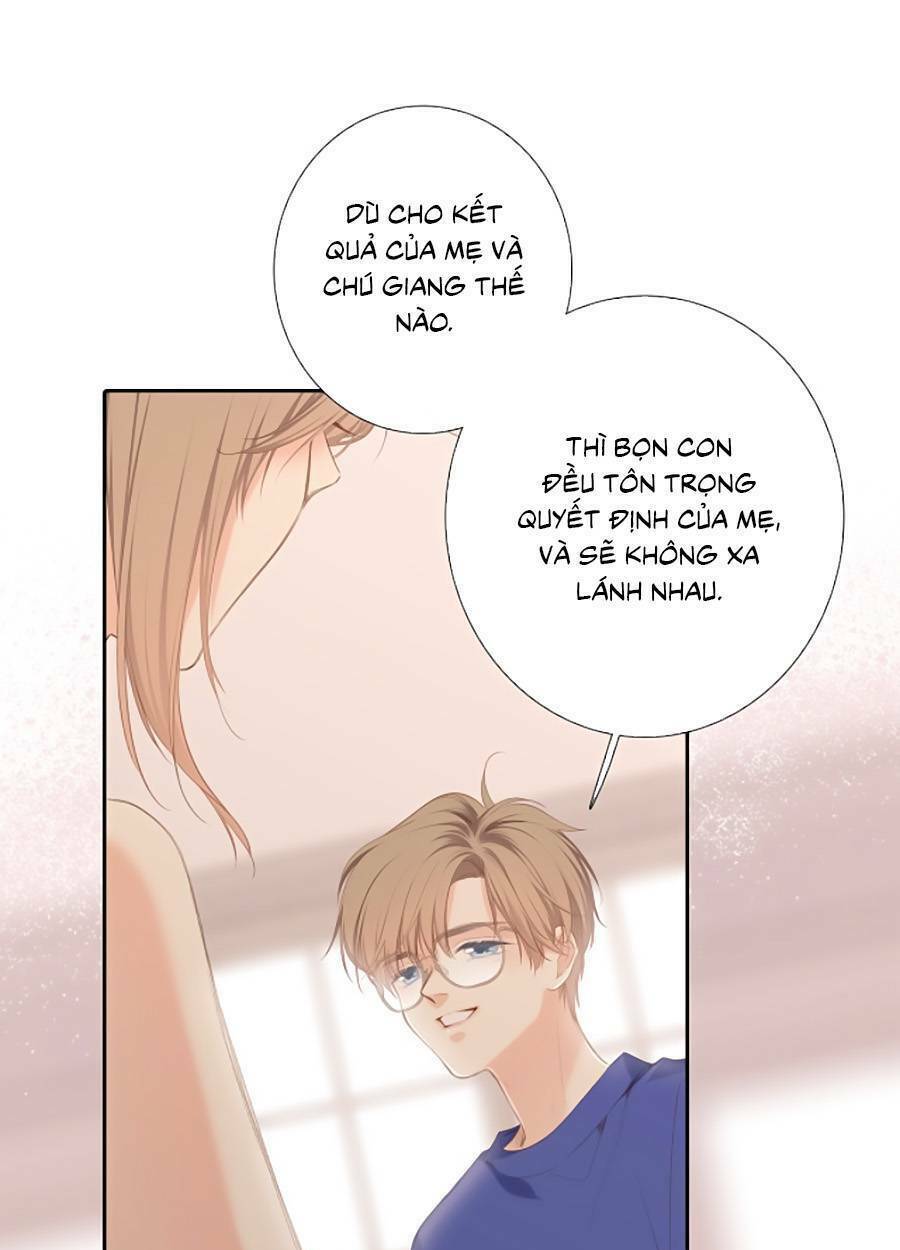 DÙ CHO KẾT
QUẢ CỦA MẸ VÀ
CHÚ GIANG THẾ
NÀO.
THÌ BỌN CON
ĐỀU TÔN TRỌNG
QUYẾT ĐỊNH CỦA MẸ,
VÀ SẼ KHÔNG XA
LÁNH NHAU.